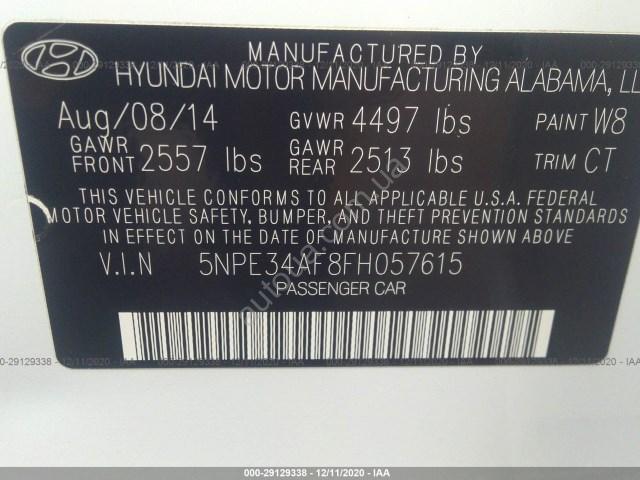 MANUFACTURED BY
HYUNDAI MOTOR MANUFACTURING ALABAMA, LL
Aug/08/14 GVWR 4497 lbs PAINT W8
GAWR FRONT 2557 lbs GAWR REAR 2513 lbs TRIM CT
THIS VEHICLE CONFORMS TO ALL APPLICABLE U.S.A. FEDERAL
MOTOR VEHICLE SAFETY, BUMPER, AND THEFT PREVENTION STANDARDS
IN EFFECT ON THE DATE OF MANUFACTURE SHOWN ABOVE
V.I.N 5NPE34AF8FH057615
PASSENGER CAR
000-29129338 - 12/11/2020 - IAA